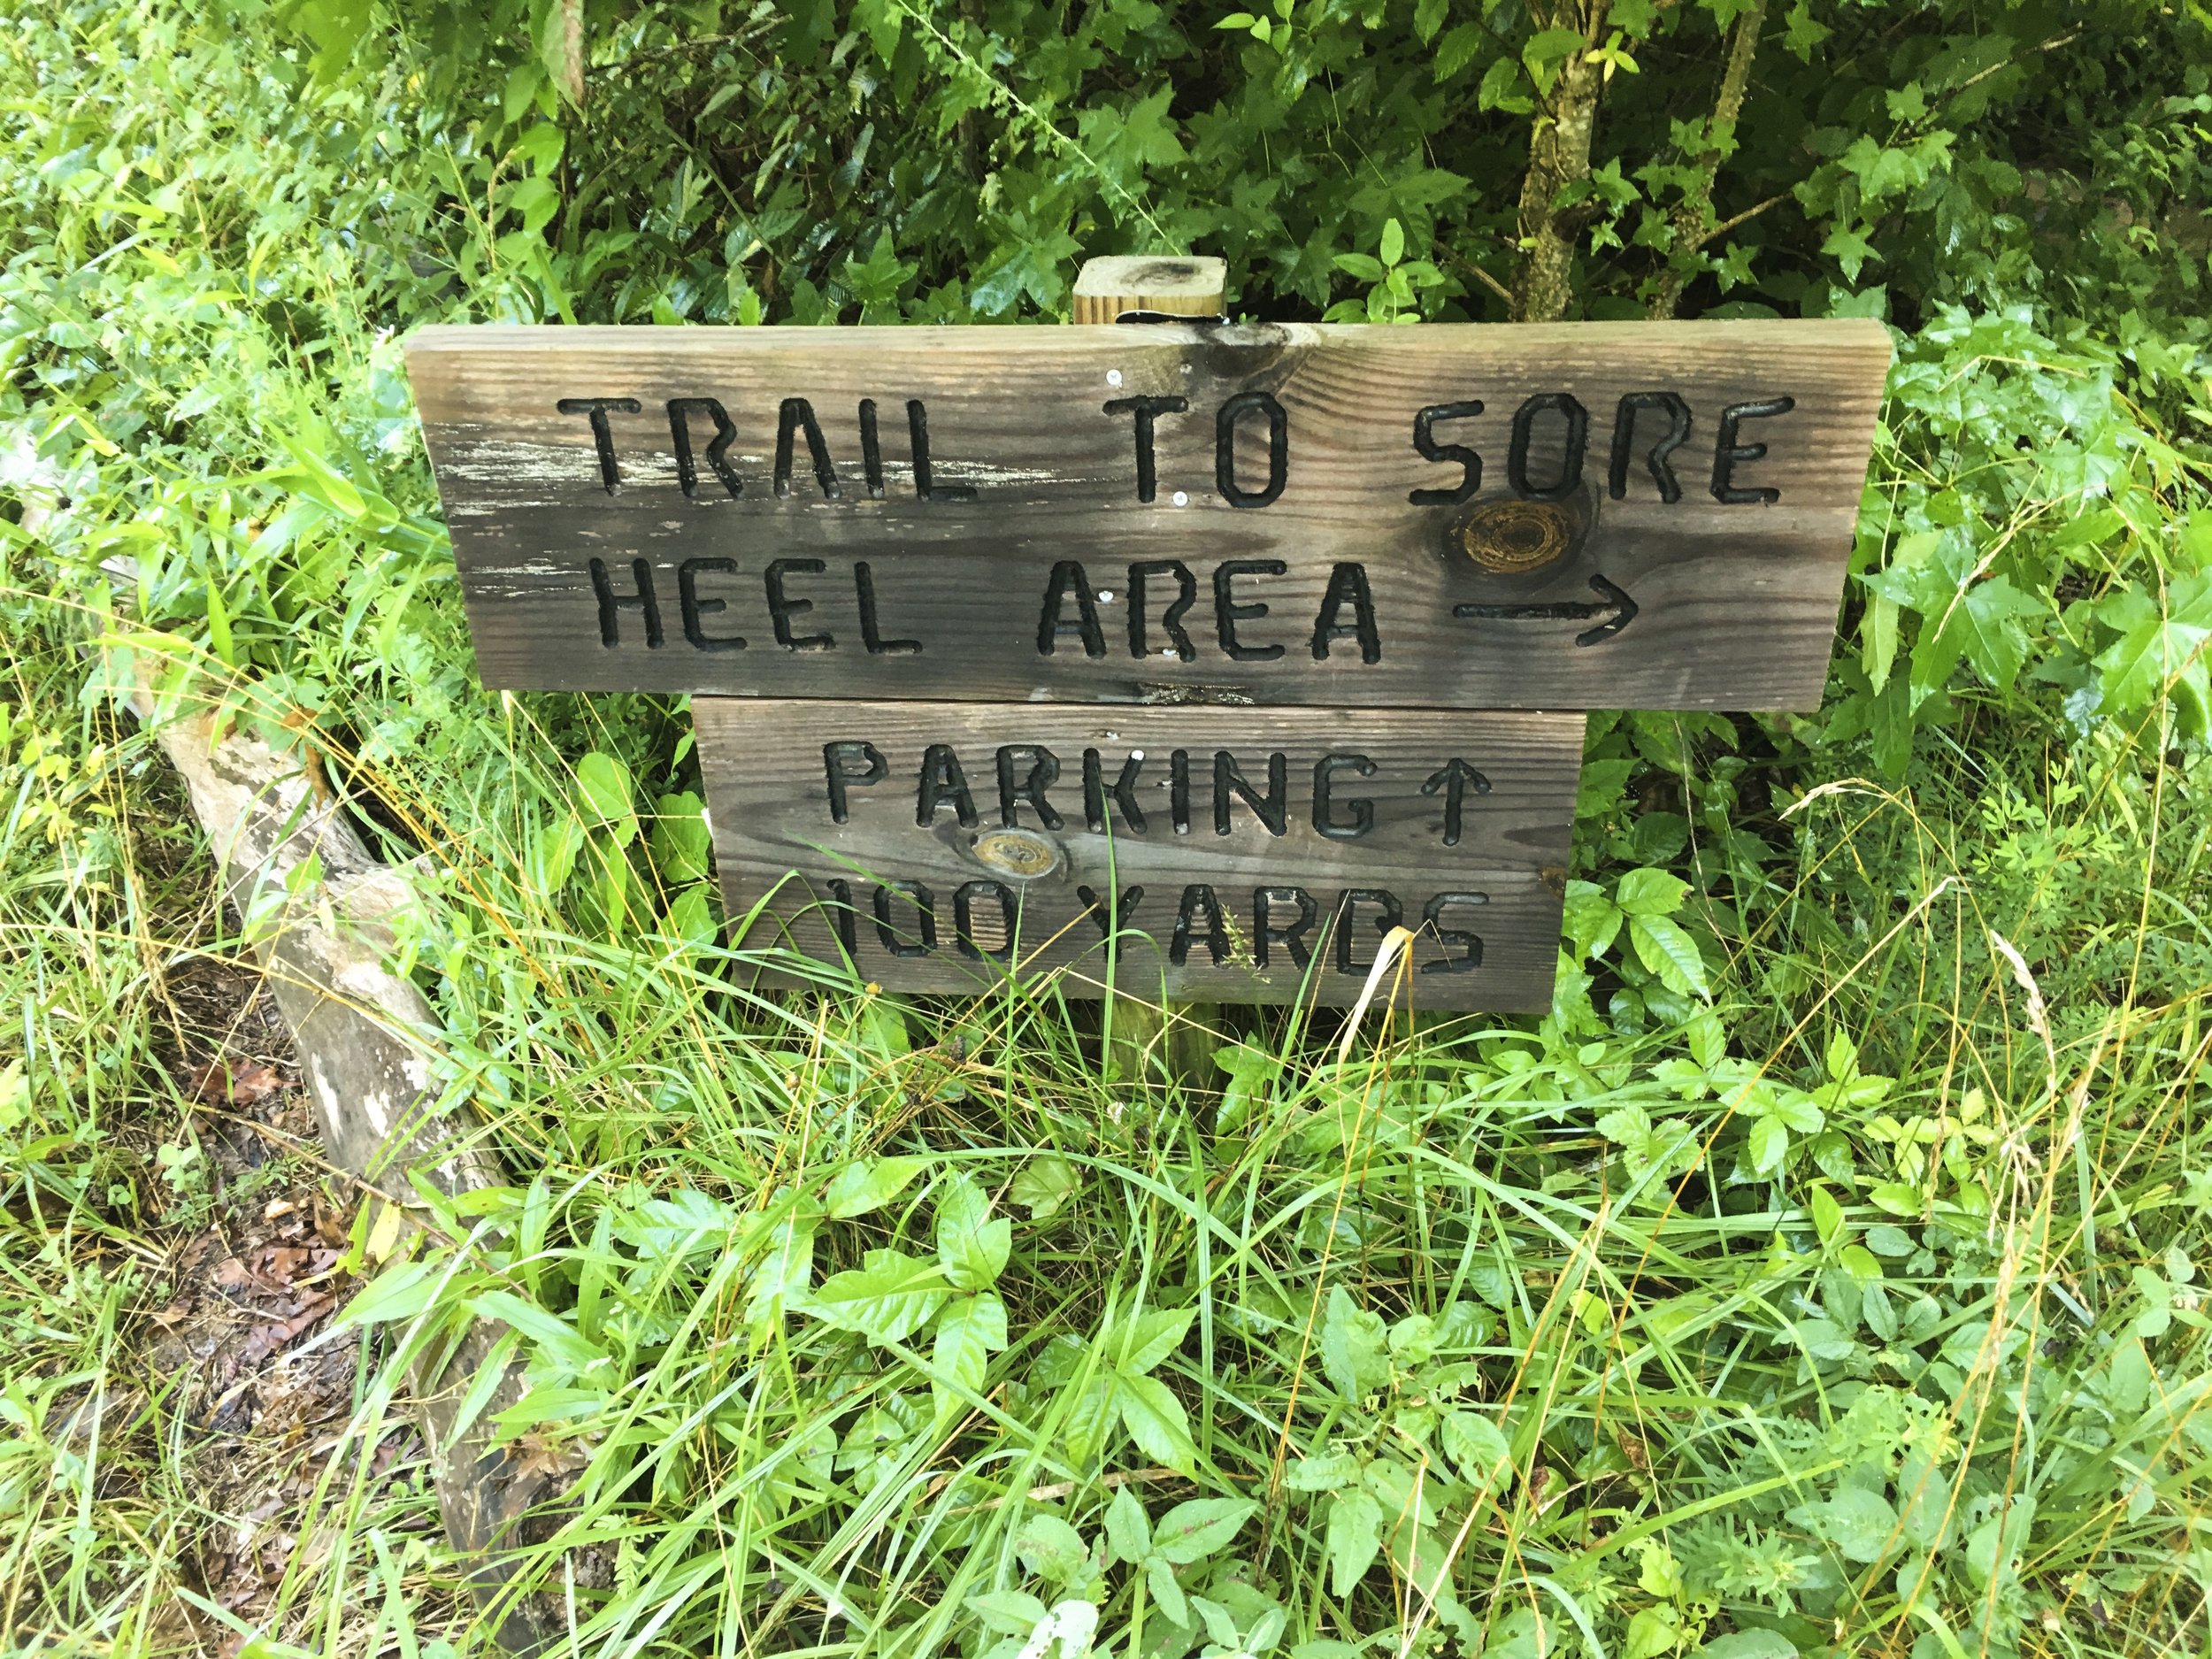 TRAIL TO SORE
HEEL AREA →
PARKING ↑
100 YARDS